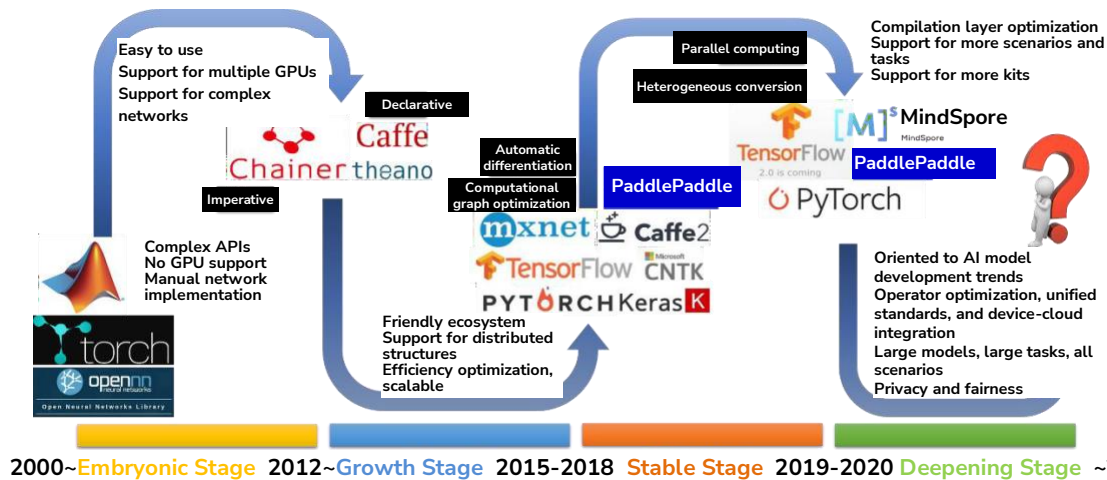 Easy to use
Support for multiple GPUs
Support for complex
networks
Declarative
Caffe
Chainer
theano
Imperative
Complex APIs
No GPU support
Manual network
implementation
torch
OPENNN
neural networks
Open Neural Networks Library
Automatic
differentiation
Computational
graph optimization
PaddlePaddle
mxnet
Caffe2
TensorFlow
Microsoft
CNTK
PYTORCH
Keras
K
Friendly ecosystem
Support for distributed
structures
Efficiency optimization,
scalable
Parallel computing
Heterogeneous conversion
Compilation layer optimization
Support for more scenarios and
tasks
Support for more kits
TensorFlow
2.0 is coming
[M]s
MindSpore
MindSpore
PaddlePaddle
PyTorch
?
Oriented to AI model
development trends
Operator optimization, unified
standards, and device-cloud
integration
Large models, large tasks, all
scenarios
Privacy and fairness
2000~Embryonic Stage 2012~Growth Stage 2015-2018 Stable Stage 2019-2020 Deepening Stage ~